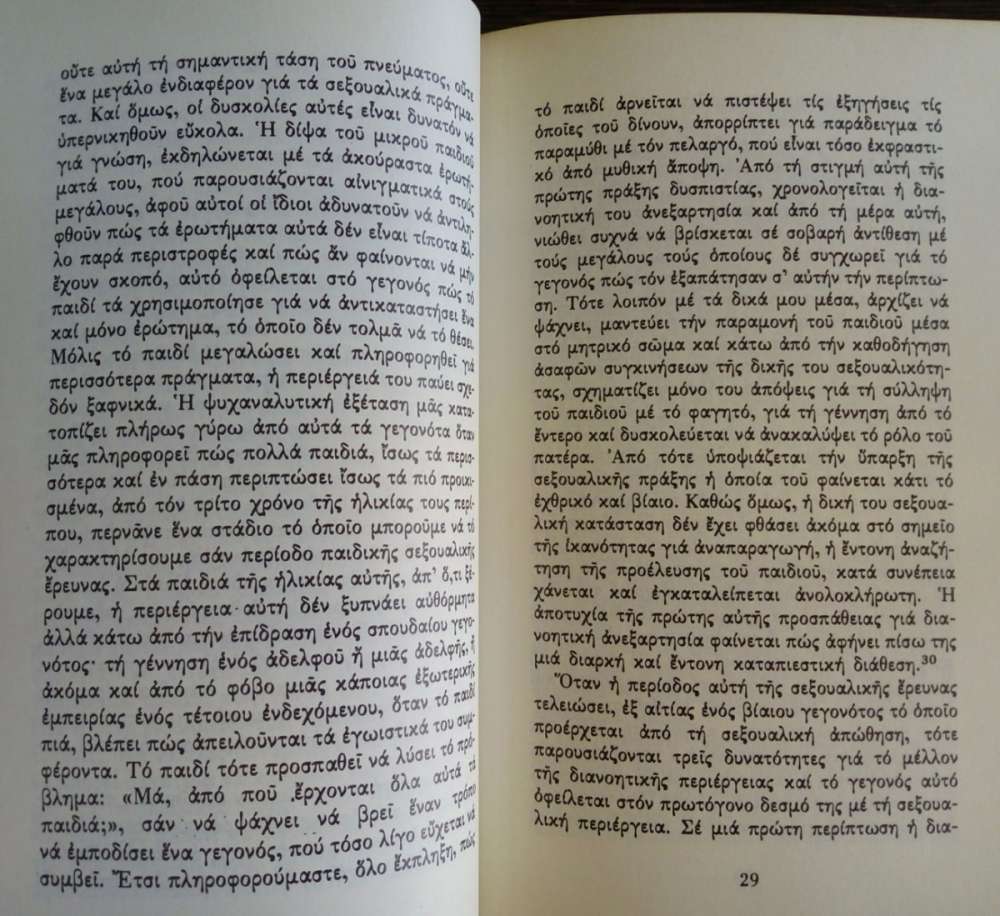 οὔτε αὐτή τή σημαντική τάση τοῦ πνεύματος, οὔτε
ἕνα μεγάλο ἐνδιαφέρον γιά τά σεξουαλικά πράγμα-
τα. Καί ὅμως, οἱ δυσκολίες αὐτές εἶναι δυνατόν νά
ὑπερνικηθοῦν εὔκολα. Ἡ δίψα τοῦ μικροῦ παιδιοῦ
γιά γνώση, ἐκδηλώνεται μέ τά ἀκούραστα ἐρωτή-
ματά του, πού παρουσιάζονται αἰνιγματικά στούς
μεγάλους, ἀφοῦ αὐτοί οἱ ἴδιοι ἀδυνατοῦν νά ἀντιλη-
φθοῦν πώς τά ἐρωτήματα αὐτά δέν εἶναι τίποτα ἄλ-
λο παρά περιστροφές καί πώς ἄν φαίνονται νά μήν
ἔχουν σκοπό, αὐτό ὀφείλεται στό γεγονός πώς τό
παιδί τά χρησιμοποίησε γιά νά ἀντικαταστήσει ἕνα
καί μόνο ἐρώτημα, τό ὁποῖο δέν τολμᾶ νά τό θέσει.
Μόλις τό παιδί μεγαλώσει καί πληροφορηθεῖ γιά
περισσότερα πράγματα, ἡ περιέργειά του παύει σχε-
δόν ξαφνικά. Ἡ ψυχαναλυτική ἐξέταση μᾶς κατα-
τοπίζει πλήρως γύρω ἀπό αὐτά τά γεγονότα ὅταν
μᾶς πληροφορεῖ πώς πολλά παιδιά, ἴσως τά περισ-
σότερα καί ἐν πάση περιπτώσει ἴσως τά πιό προικι-
σμένα, ἀπό τόν τρίτο χρόνο τῆς ἡλικίας τους περί-
που, περνᾶνε ἕνα στάδιο τό ὁποῖο μποροῦμε νά τό
χαρακτηρίσουμε σάν περίοδο παιδικῆς σεξουαλικῆς
ἔρευνας. Στά παιδιά τῆς ἡλικίας αὐτῆς, ἀπ' ὅ,τι ξέ-
ρουμε, ἡ περιέργεια αὐτή δέν ξυπνάει αὐθόρμητα
ἀλλά κάτω ἀπό τήν ἐπίδραση ἑνός σπουδαίου γεγο-
νότος· τή γέννηση ἑνός ἀδελφοῦ ἤ μιᾶς ἀδελφῆς, ἤ
ἀκόμα καί ἀπό τό φόβο μιᾶς κάποιας ἐξωτερικῆς
ἐμπειρίας ἑνός τέτοιου ἐνδεχόμενου, ὅταν τό παιδί
πιά, βλέπει πώς ἀπειλοῦνται τά ἐγωιστικά του συμ-
φέροντα. Τό παιδί τότε προσπαθεῖ νά λύσει τό πρό-
βλημα: «Μά, ἀπό ποῦ ἔρχονται ὅλα αὐτά τά
παιδιά;», σάν νά ψάχνει νά βρεῖ ἕναν τρόπο
νά ἐμποδίσει ἕνα γεγονός, πού τόσο λίγο εὔχεται νά
συμβεῖ. Ἔτσι πληροφορούμαστε, ὅλο ἔκπληξη, πώς
τό παιδί ἀρνεῖται νά πιστέψει τίς ἐξηγήσεις τίς
ὁποῖες τοῦ δίνουν, ἀπορρίπτει γιά παράδειγμα τό
παραμύθι μέ τόν πελαργό, πού εἶναι τόσο ἐκφραστι-
κό ἀπό μυθική ἄποψη. Ἀπό τή στιγμή αὐτή τῆς
πρώτης πράξης δυσπιστίας, χρονολογεῖται ἡ δια-
νοητική του ἀνεξαρτησία καί ἀπό τή μέρα αὐτή,
νιώθει συχνά νά βρίσκεται σέ σοβαρή ἀντίθεση μέ
τούς μεγάλους τούς ὁποίους δέ συγχωρεῖ γιά τό
γεγονός πώς τόν ἐξαπάτησαν σ' αὐτήν τήν περίπτω-
ση. Τότε λοιπόν μέ τά δικά μου μέσα, ἀρχίζει νά
ψάχνει, μαντεύει τήν παραμονή τοῦ παιδιοῦ μέσα
στό μητρικό σῶμα καί κάτω ἀπό τήν καθοδήγηση
ἀσαφῶν συγκινήσεων τῆς δικῆς του σεξουαλικότη-
τας, σχηματίζει μόνο του ἀπόψεις γιά τή σύλληψη
τοῦ παιδιοῦ μέ τό φαγητό, γιά τή γέννηση ἀπό τό
ἔντερο καί δυσκολεύεται νά ἀνακαλύψει τό ρόλο τοῦ
πατέρα. Ἀπό τότε ὑποψιάζεται τήν ὕπαρξη τῆς
σεξουαλικῆς πράξης ἡ ὁποία τοῦ φαίνεται κάτι τό
ἐχθρικό καί βίαιο. Καθώς ὅμως, ἡ δική του σεξουα-
λική κατάσταση δέν ἔχει φθάσει ἀκόμα στό σημεῖο
τῆς ἱκανότητας γιά ἀναπαραγωγή, ἡ ἔντονη ἀναζή-
τηση τῆς προέλευσης τοῦ παιδιοῦ, κατά συνέπεια
χάνεται καί ἐγκαταλείπεται ἀνολοκλήρωτη. Ἡ
ἀποτυχία τῆς πρώτης αὐτῆς προσπάθειας γιά δια-
νοητική ἀνεξαρτησία φαίνεται πώς ἀφήνει πίσω της
μιά διαρκή καί ἔντονη καταπιεστική διάθεση.³⁰
Ὅταν ἡ περίοδος αὐτή τῆς σεξουαλικῆς ἔρευνας
τελειώσει, ἐξ αἰτίας ἑνός βίαιου γεγονότος τό ὁποῖο
προέρχεται ἀπό τή σεξουαλική ἀπώθηση, τότε
παρουσιάζονται τρεῖς δυνατότητες γιά τό μέλλον
τῆς διανοητικῆς περιέργειας καί τό γεγονός αὐτό
ὀφείλεται στόν πρωτόγονο δεσμό της μέ τή σεξουα-
λική περιέργεια. Σέ μιά πρώτη περίπτωση ἡ δια-
29